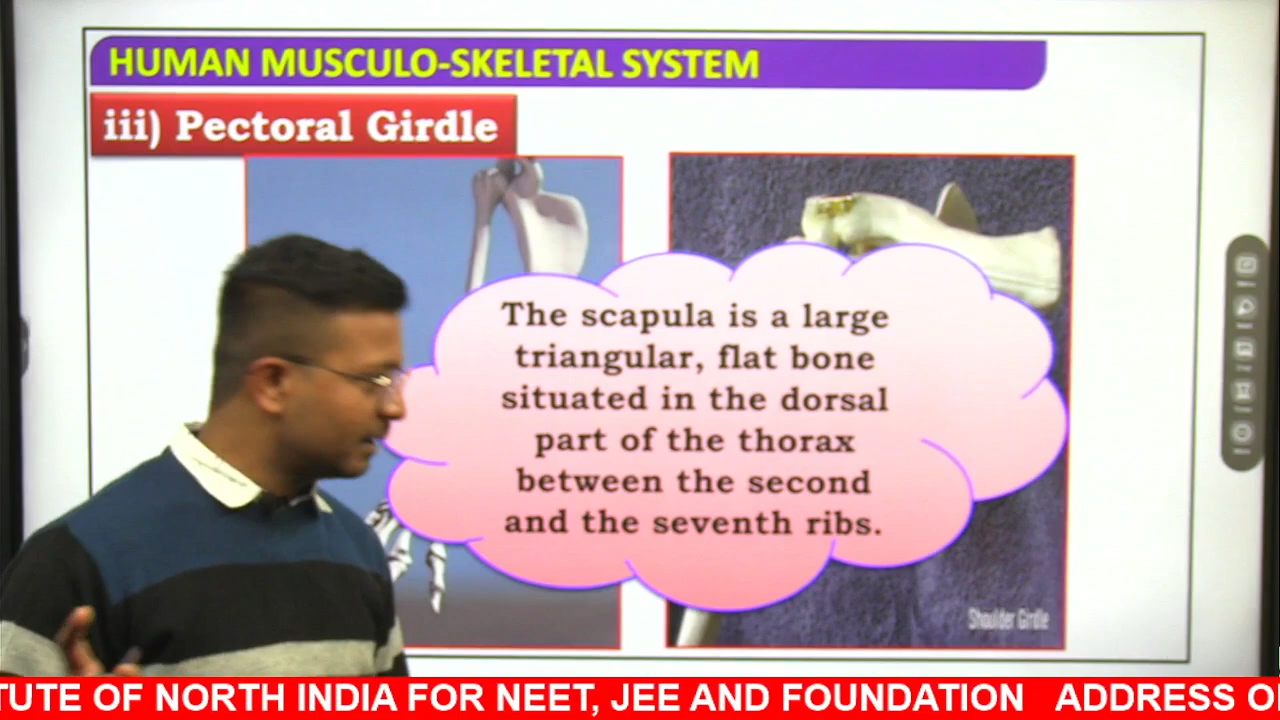 HUMAN MUSCULO-SKELETAL SYSTEM
iii) Pectoral Girdle
The scapula is a large
triangular, flat bone
situated in the dorsal
part of the thorax
between the second
and the seventh ribs.
Shoulder Girdle
TUTE OF NORTH INDIA FOR NEET, JEE AND FOUNDATION ADDRESS O